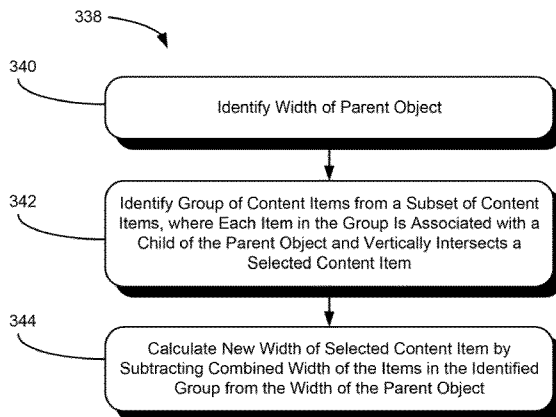 338
340
Identify Width of Parent Object
342
Identify Group of Content Items from a Subset of Content
Items, where Each Item in the Group Is Associated with a
Child of the Parent Object and Vertically Intersects a
Selected Content Item
344
Calculate New Width of Selected Content Item by
Subtracting Combined Width of the Items in the Identified
Group from the Width of the Parent Object